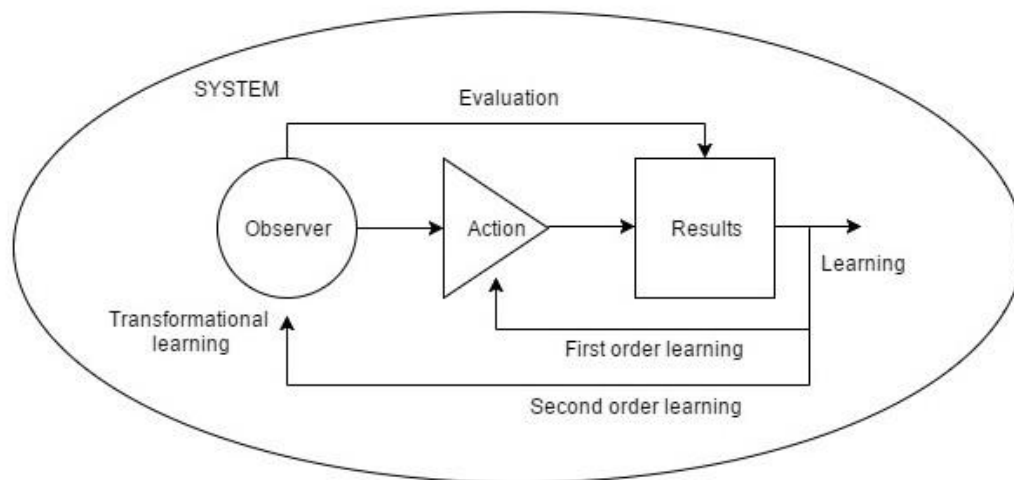 SYSTEM
Evaluation
Observer
Action
Results
Learning
Transformational
learning
First order learning
Second order learning